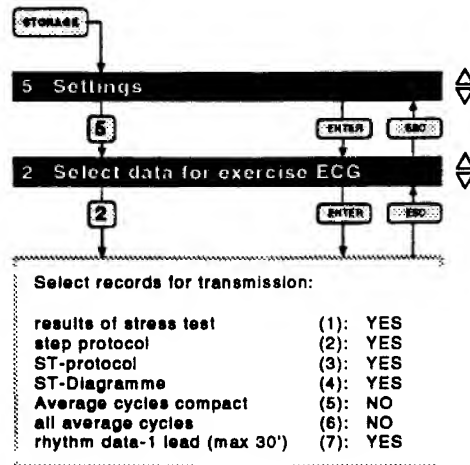 STORAGE
5 Settings
5 ENTER ESC
2 Select data for exercise ECG
2 ENTER ESC
Select records for transmission:
results of stress test (1): YES
step protocol (2): YES
ST-protocol (3): YES
ST-Diagramme (4): YES
Average cycles compact (5): NO
all average cycles (6): NO
rhythm data-1 lead (max 30') (7): YES